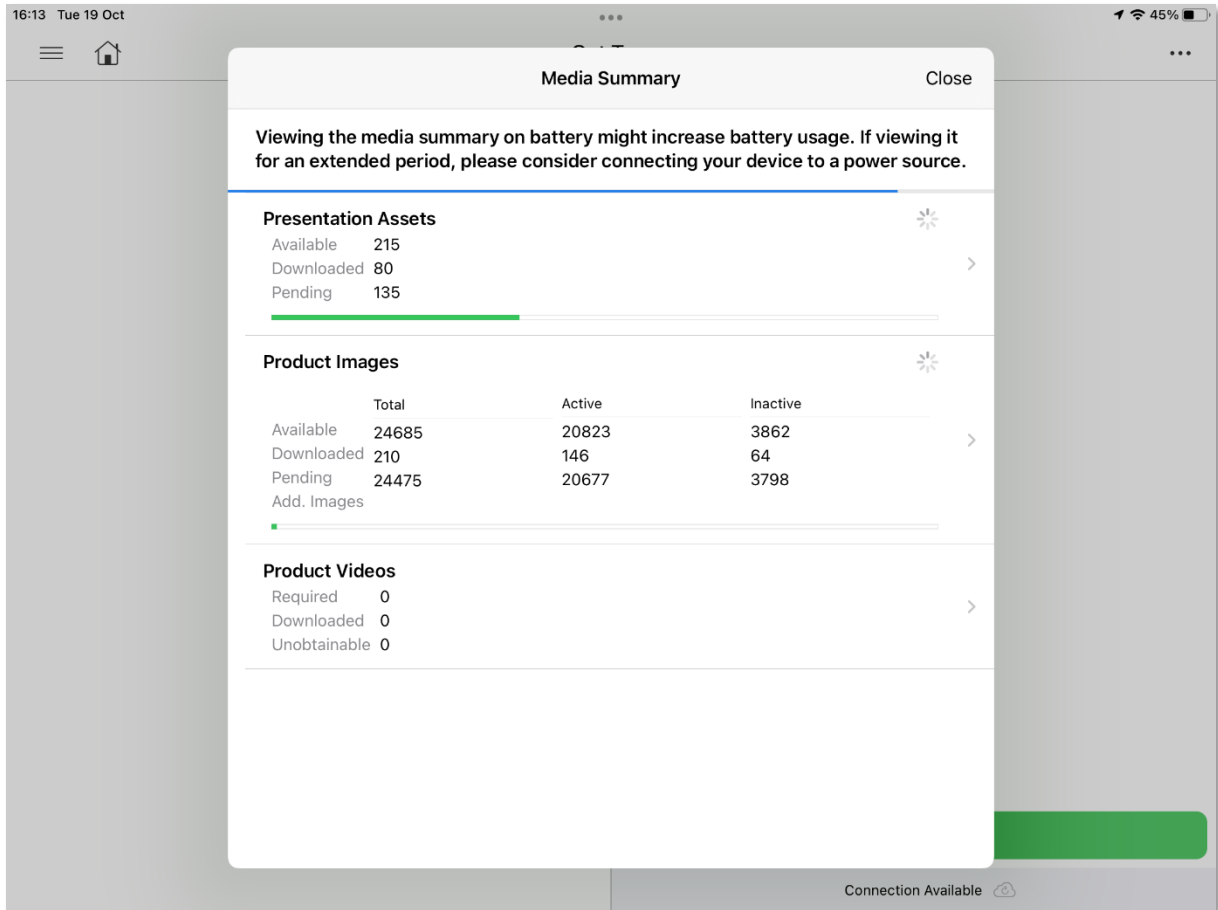 16:13 Tue 19 Oct
45%
Media Summary
Close
Viewing the media summary on battery might increase battery usage. If viewing it
for an extended period, please consider connecting your device to a power source.
Presentation Assets
Available 215
Downloaded 80
Pending 135
Product Images
Total Active Inactive
Available 24685 20823 3862
Downloaded 210 146 64
Pending 24475 20677 3798
Add. Images
Product Videos
Required 0
Downloaded 0
Unobtainable 0
Connection Available